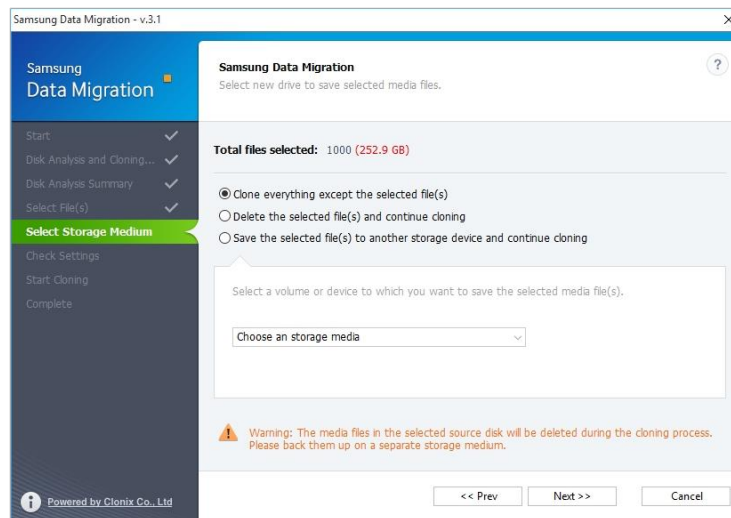 Samsung Data Migration - v.3.1
Samsung
Data Migration
Start
Disk Analysis and Cloning...
Disk Analysis Summary
Select File(s)
Select Storage Medium
Check Settings
Start Cloning
Complete
Powered by Clonix Co., Ltd
Samsung Data Migration
Select new drive to save selected media files.
?
Total files selected: 1000 (252.9 GB)
Clone everything except the selected file(s)
Delete the selected file(s) and continue cloning
Save the selected file(s) to another storage device and continue cloning
Select a volume or device to which you want to save the selected media file(s).
Choose an storage media
Warning: The media files in the selected source disk will be deleted during the cloning process.
Please back them up on a separate storage medium.
<< Prev
Next >>
Cancel